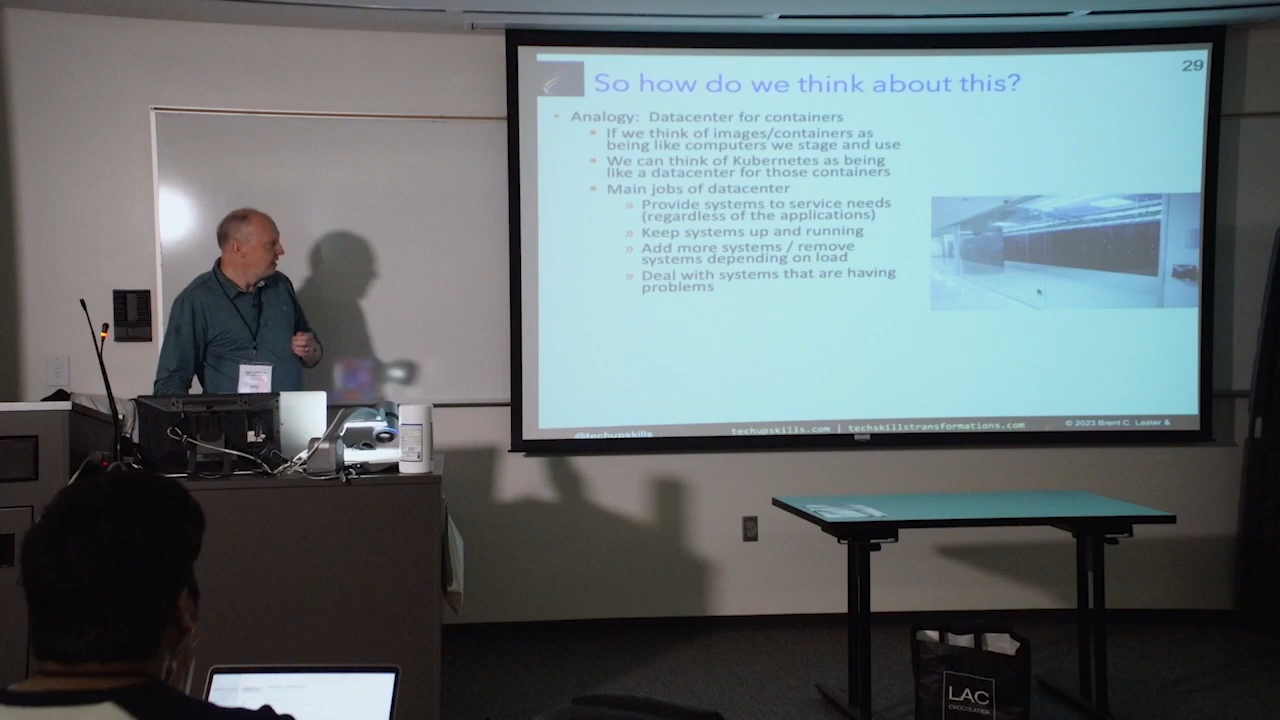 29
So how do we think about this?
Analogy: Datacenter for containers
If we think of images/containers as
being like computers we stage and use
We can think of Kubernetes as being
like a datacenter for those containers
Main jobs of datacenter
Provide systems to service needs
(regardless of the applications)
Keep systems up and running
Add more systems / remove
systems depending on load
Deal with systems that are having
problems
@techupskills
techupskills.com | techskillstransformations.com
© 2023 Brent C. Laster &
LAC
CHOCOLATIER